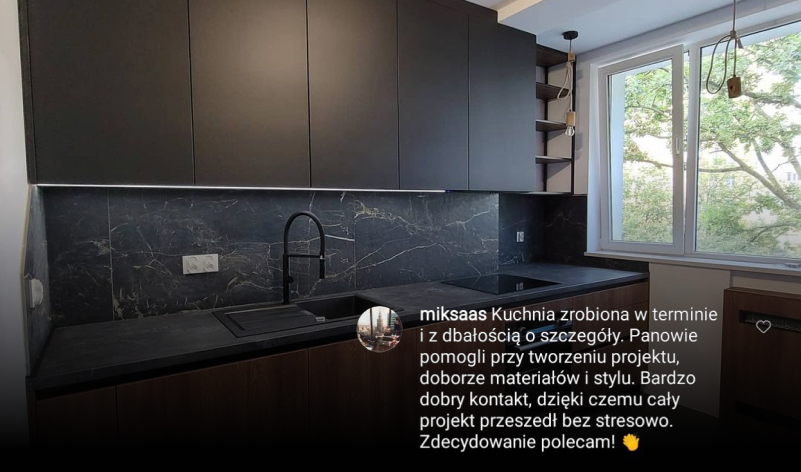 miksaas Kuchnia zrobiona w terminie
i z dbałością o szczegóły. Panowie
pomogli przy tworzeniu projektu,
doborze materiałów i stylu. Bardzo
dobry kontakt, dzięki czemu cały
projekt przeszedł bez stresowo.
Zdecydowanie polecam! 👏